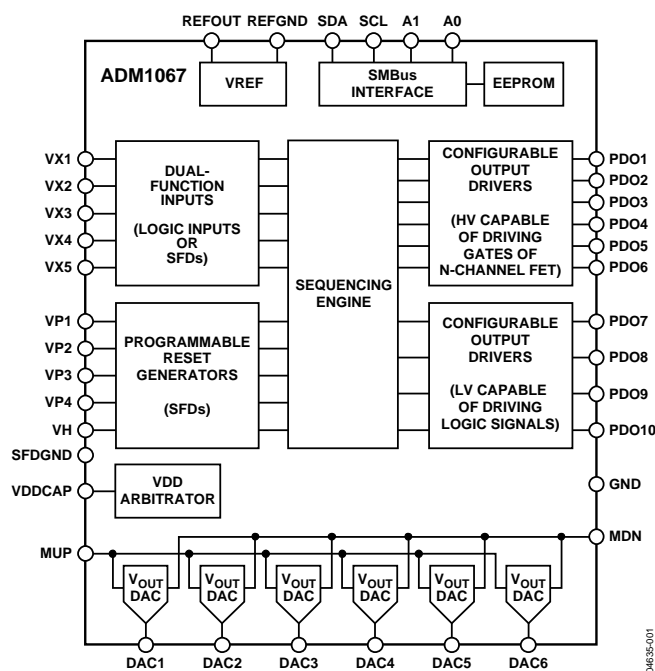 REFOUT REFGND SDA SCL A1 A0
ADM1067
VREF
SMBus
INTERFACE
EEPROM
VX1
VX2
VX3
VX4
VX5
DUAL-
FUNCTION
INPUTS
(LOGIC INPUTS
OR
SFDs)
VP1
VP2
VP3
VP4
VH
PROGRAMMABLE
RESET
GENERATORS
(SFDs)
SEQUENCING
ENGINE
CONFIGURABLE
OUTPUT
DRIVERS
(HV CAPABLE
OF DRIVING
GATES OF
N-CHANNEL FET)
PDO1
PDO2
PDO3
PDO4
PDO5
PDO6
CONFIGURABLE
OUTPUT
DRIVERS
(LV CAPABLE
OF DRIVING
LOGIC SIGNALS)
PDO7
PDO8
PDO9
PDO10
SFDGND
VDDCAP
VDD
ARBITRATOR
GND
MUP
MDN
VOUT
DAC
VOUT
DAC
VOUT
DAC
VOUT
DAC
VOUT
DAC
VOUT
DAC
DAC1 DAC2 DAC3 DAC4 DAC5 DAC6
04635-001